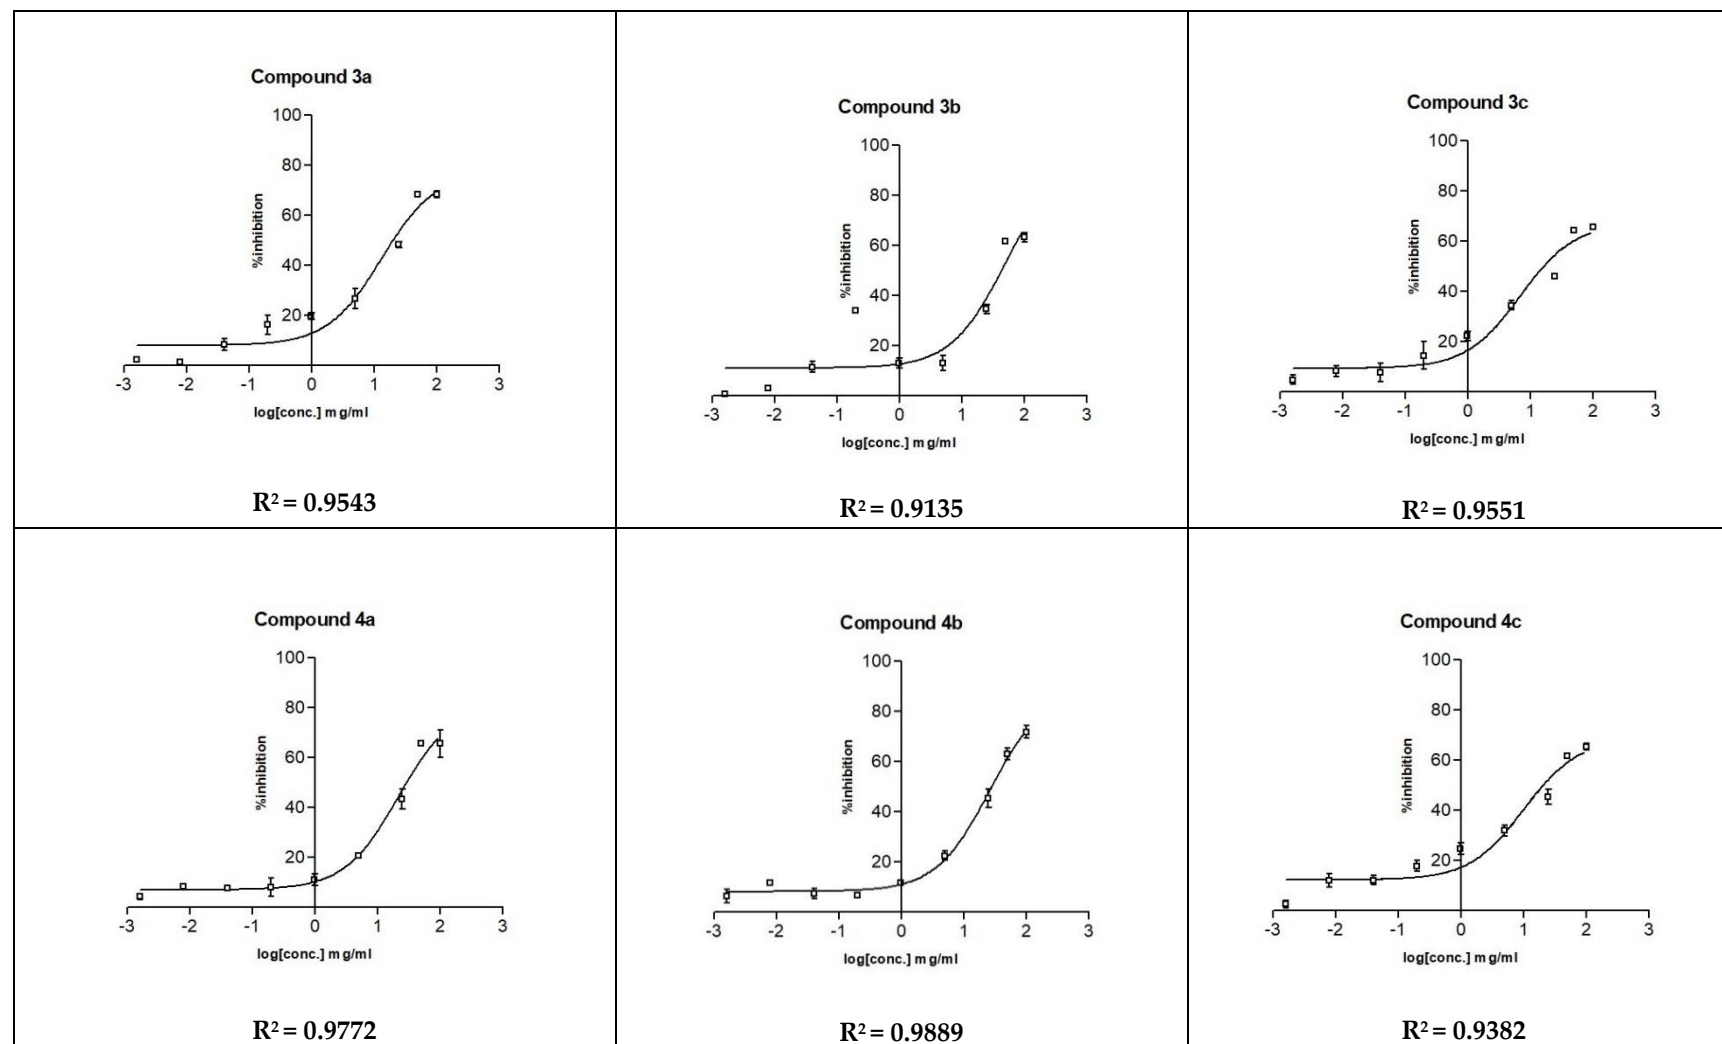 Compound 3a
100
80
60
40
20
%inhibition
-3 -2 -1 0 1 2 3
log[conc.] mg/ml
R² = 0.9543
Compound 3b
100
80
60
40
20
%inhibition
-3 -2 -1 0 1 2 3
log[conc.] mg/ml
R² = 0.9135
Compound 3c
100
80
60
40
20
%inhibition
-3 -2 -1 0 1 2 3
log[conc.] mg/ml
R² = 0.9551
Compound 4a
100
80
60
40
20
%inhibition
-3 -2 -1 0 1 2 3
log[conc.] mg/ml
R² = 0.9772
Compound 4b
100
80
60
40
20
%inhibition
-3 -2 -1 0 1 2 3
log[conc.] mg/ml
R² = 0.9889
Compound 4c
100
80
60
40
20
%inhibition
-3 -2 -1 0 1 2 3
log[conc.] mg/ml
R² = 0.9382